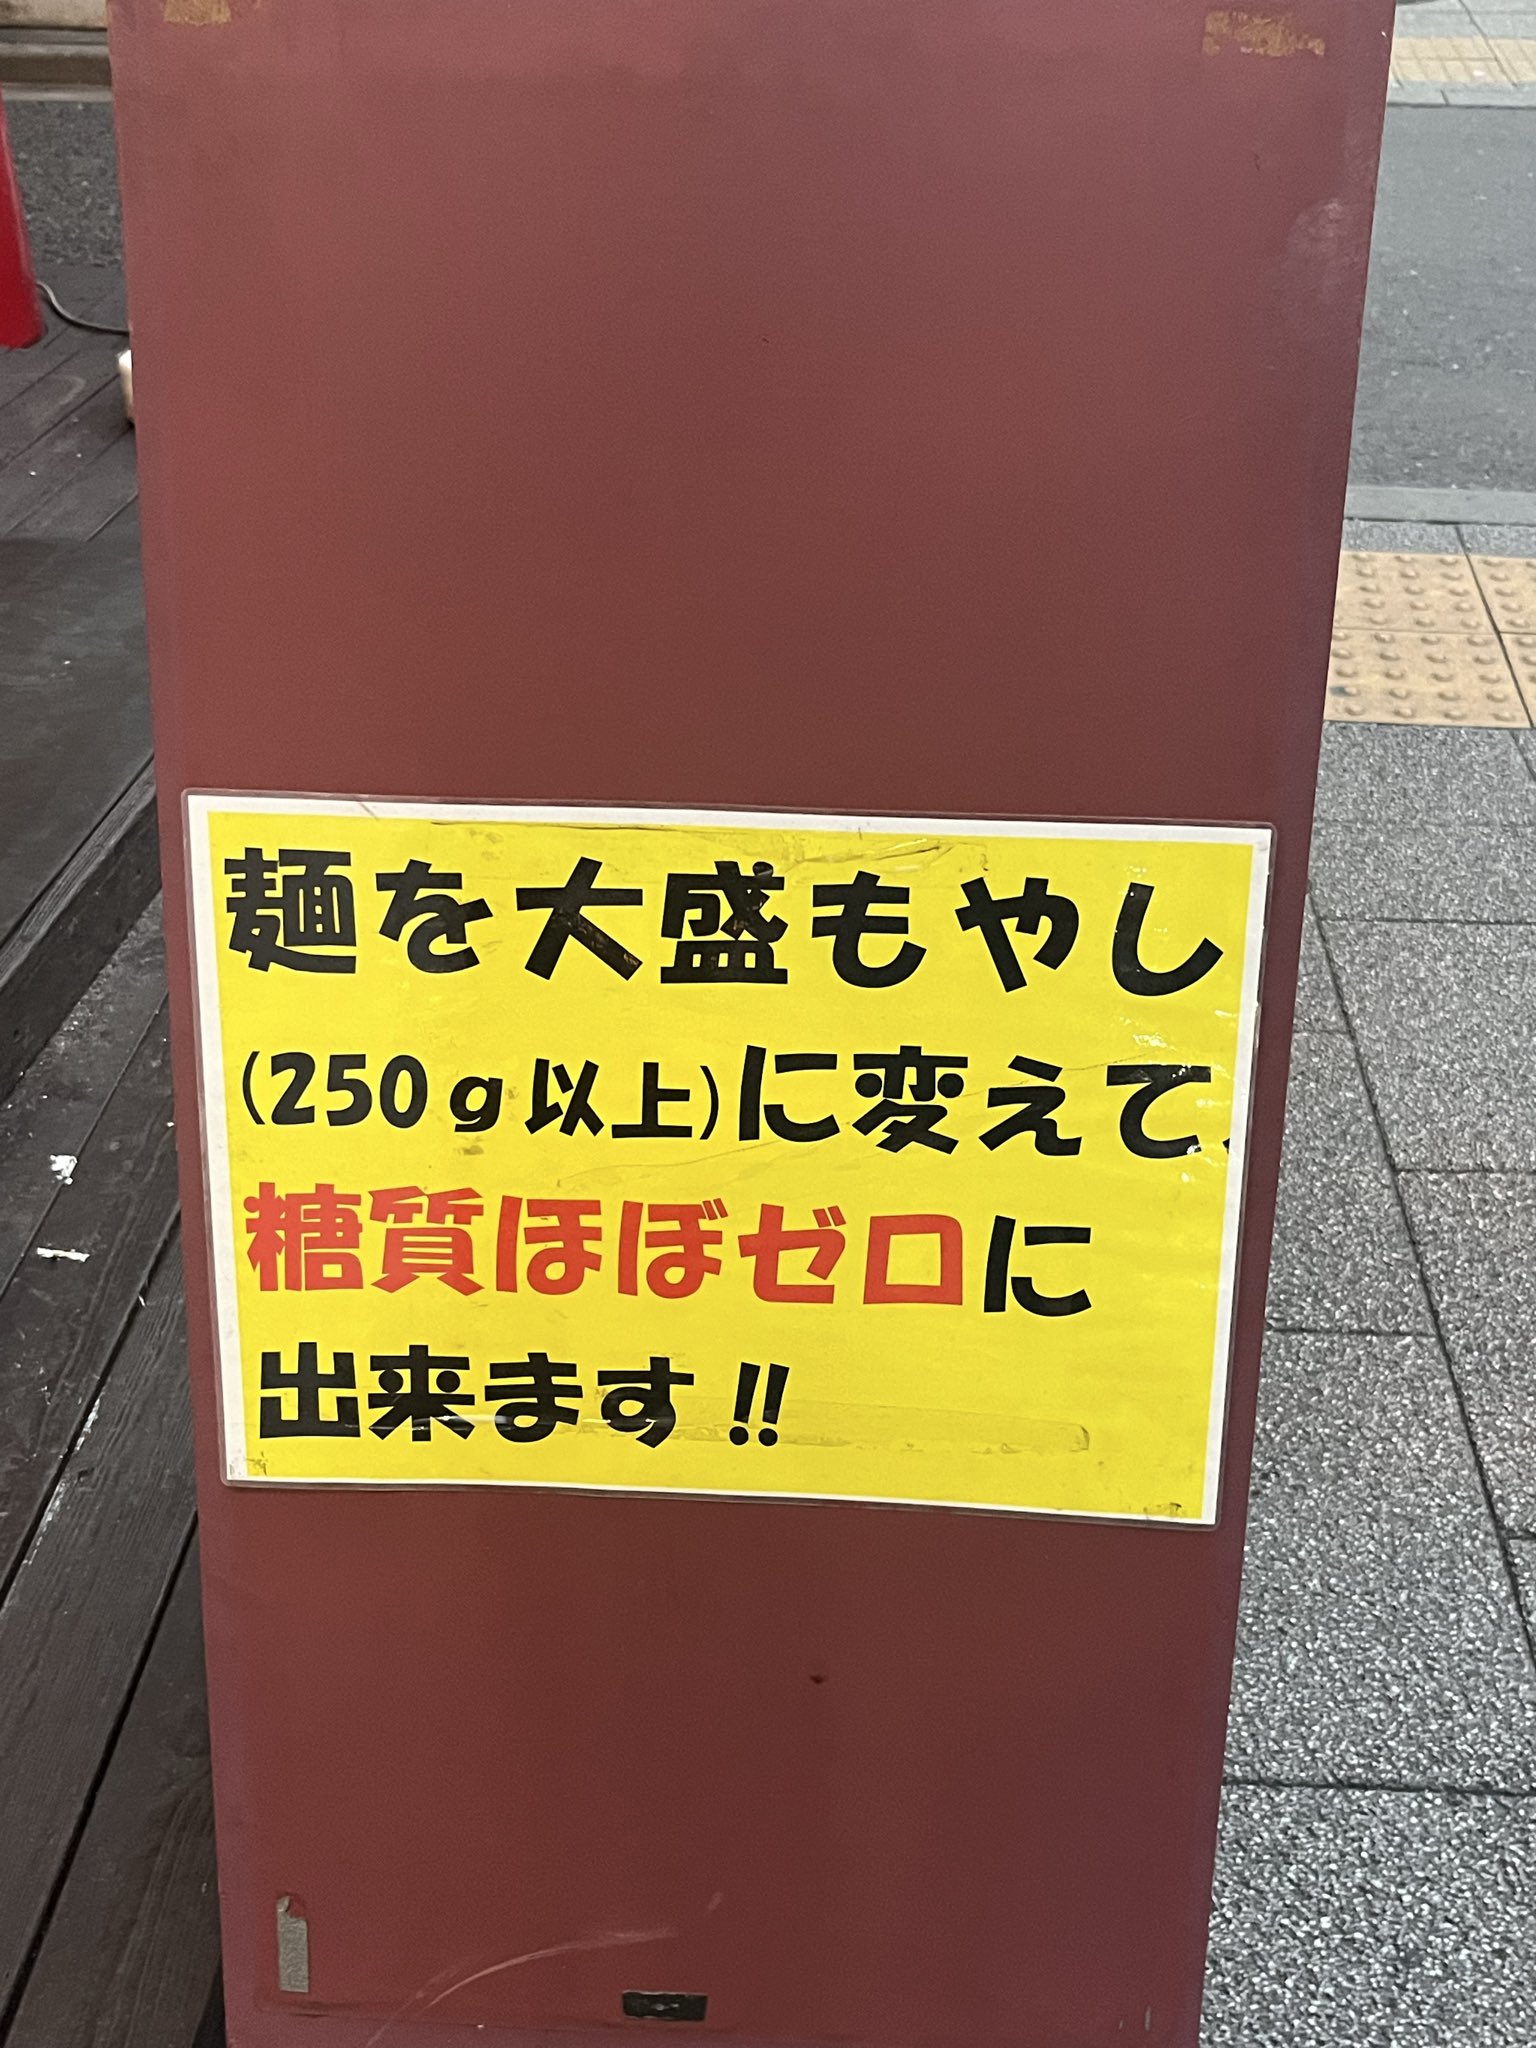 麺を大盛もやし
(250g以上)に変えて、
糖質ほぼゼロに
出来ます!!